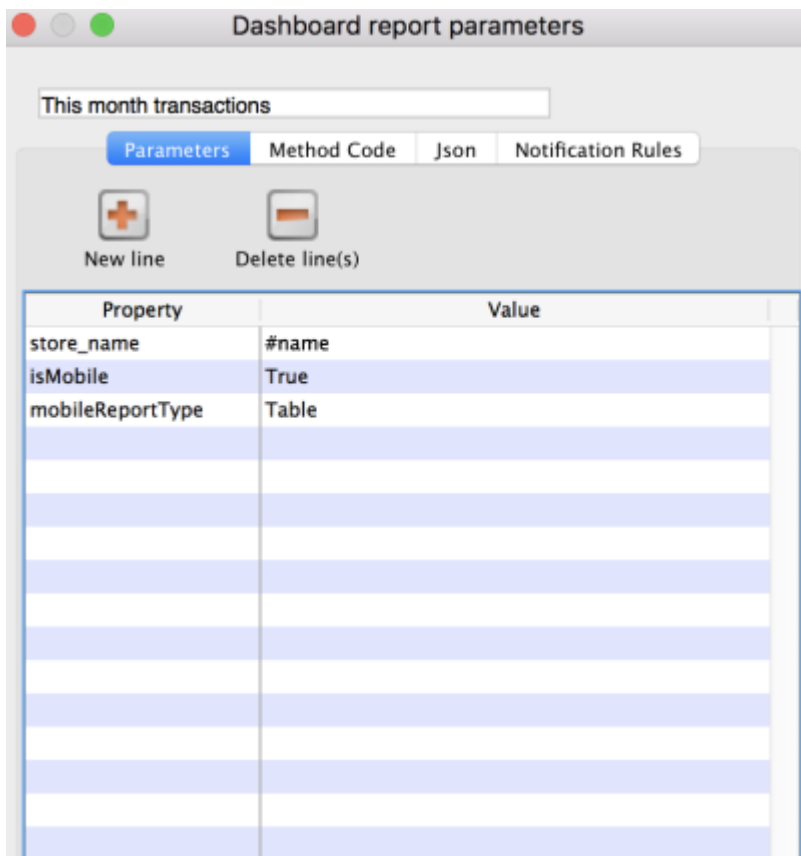 Dashboard report parameters
This month transactions
Parameters Method Code Json Notification Rules
New line Delete line(s)
Property Value
store_name #name
isMobile True
mobileReportType Table